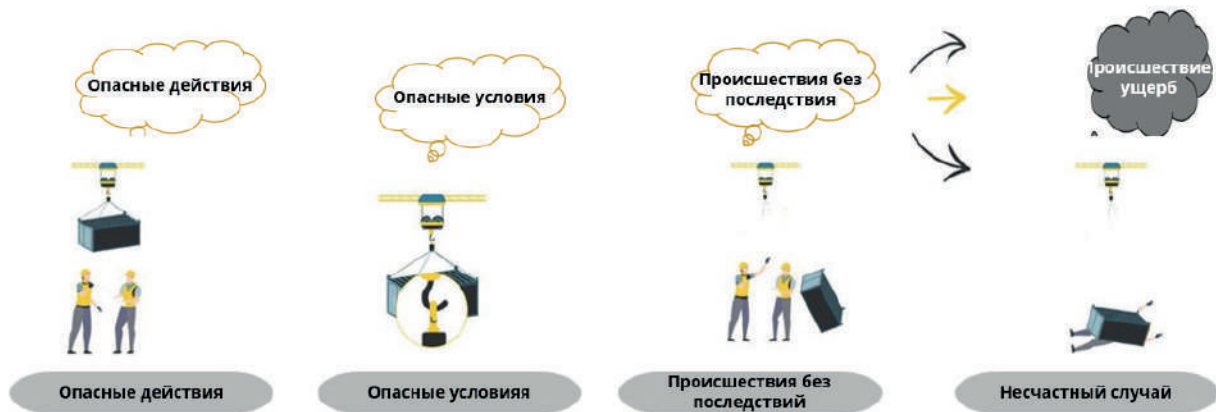 Опасные действия
Опасные условия
Происшествия без
последствия
Происшествие,
ущерб
Опасные действия
Опасные условияя
Происшествия без
последствий
Несчастный случай